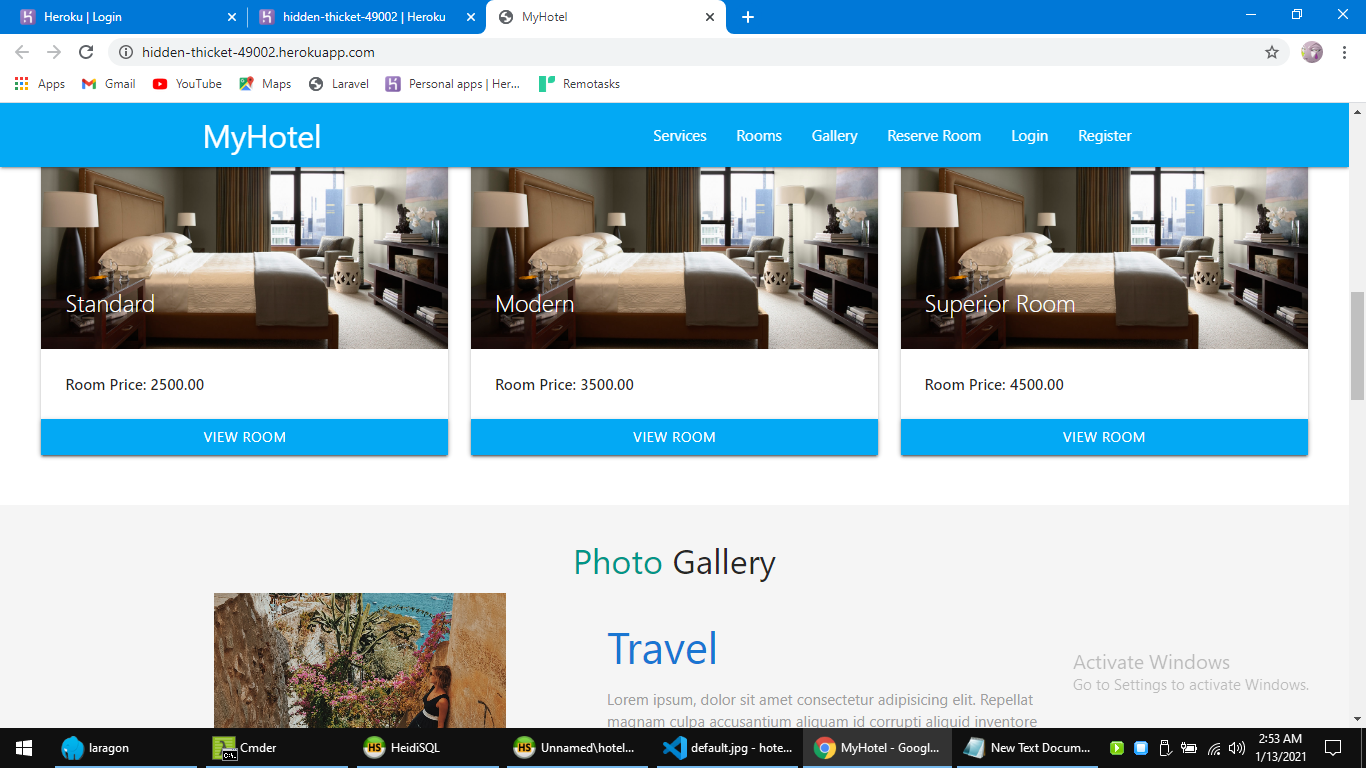 Heroku | Login
hidden-thicket-49002 | Heroku
MyHotel
hidden-thicket-49002.herokuapp.com
Apps
Gmail
YouTube
Maps
Laravel
Personal apps | Her...
Remotasks
MyHotel
Services
Rooms
Gallery
Reserve Room
Login
Register
Standard
Modern
Superior Room
Room Price: 2500.00
Room Price: 3500.00
Room Price: 4500.00
VIEW ROOM
VIEW ROOM
VIEW ROOM
Photo Gallery
Travel
Lorem ipsum, dolor sit amet consectetur adipisicing elit. Repellat
magnam culpa accusantium aliquam id corrupti aliquid inventore
Activate Windows
Go to Settings to activate Windows.
laragon
Cmder
HS
HeidiSQL
HS
Unnamed\hotel...
default.jpg - hote...
MyHotel - Googl...
New Text Docum...
2:53 AM
1/13/2021